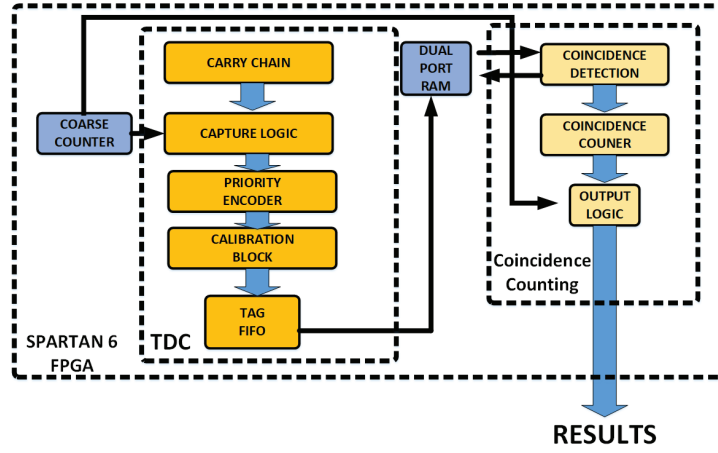 CARRY CHAIN
CAPTURE LOGIC
PRIORITY
ENCODER
CALIBRATION
BLOCK
TAG
FIFO
TDC
COARSE
COUNTER
SPARTAN 6
FPGA
DUAL
PORT
RAM
COINCIDENCE
DETECTION
COINCIDENCE
COUNER
OUTPUT
LOGIC
Coincidence
Counting
RESULTS